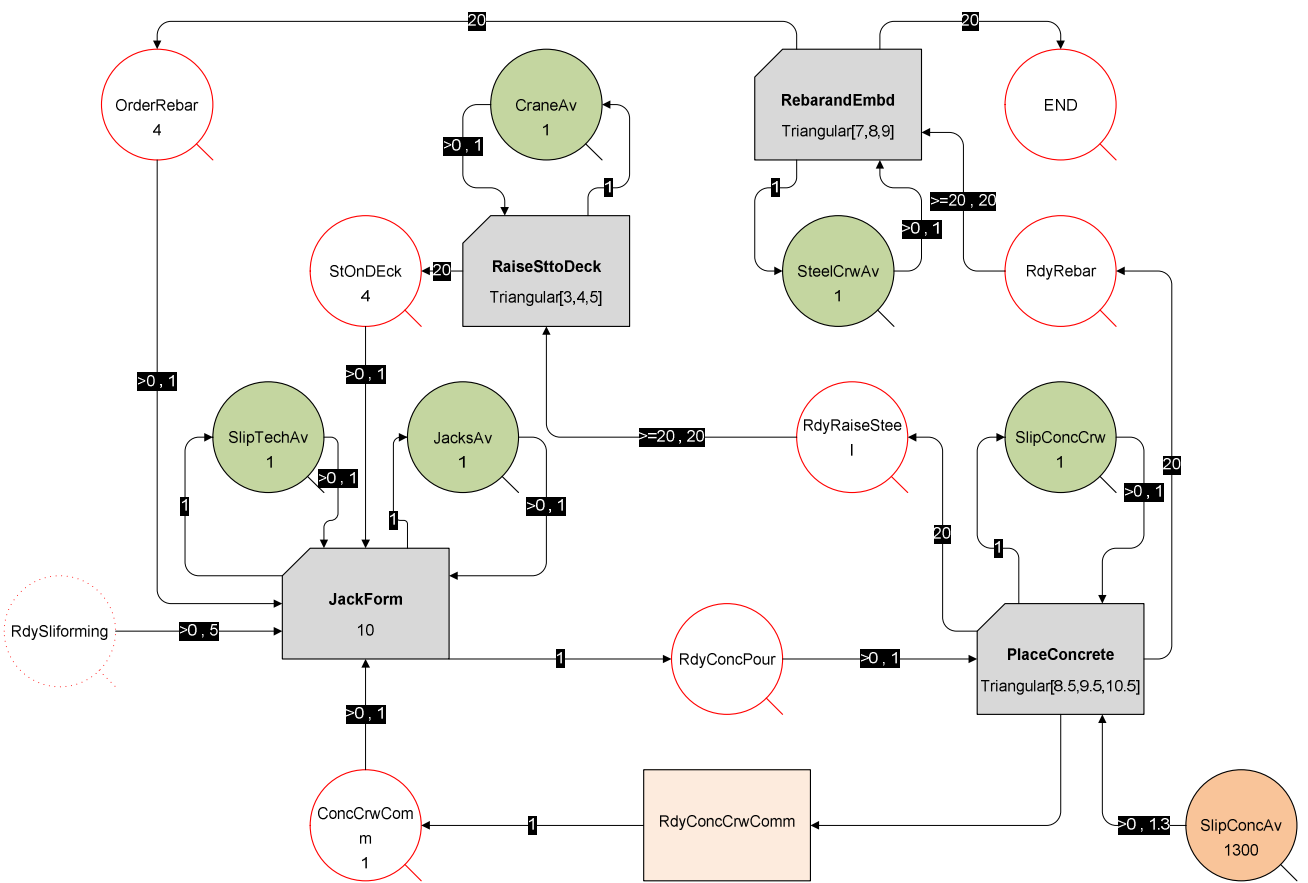 20
20
OrderRebar
4
CraneAv
1
RebarandEmbd
Triangular[7,8,9]
END
>0 , 1
1
1
>=20 , 20
>0 , 1
StOnDEck
4
20
RaiseSttoDeck
Triangular[3,4,5]
SteelCrwAv
1
RdyRebar
>0 , 1
>0 , 1
SlipTechAv
1
JacksAv
1
>=20 , 20
RdyRaiseStee
l
SlipConcCrw
1
20
>0 , 1
>0 , 1
>0 , 1
1
1
20
1
JackForm
10
RdySliforming
>0 , 5
1
RdyConcPour
>0 , 1
PlaceConcrete
Triangular[8.5,9.5,10.5]
>0 , 1
ConcCrwCom
m
1
1
RdyConcCrwComm
>0 , 1.3
SlipConcAv
1300